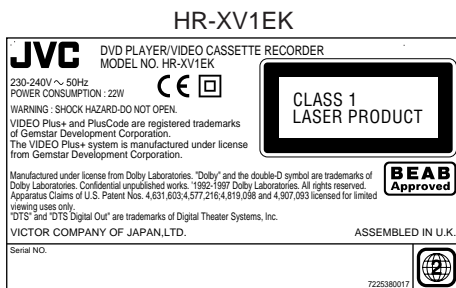 HR-XV1EK
JVC
DVD PLAYER/VIDEO CASSETTE RECORDER
MODEL NO. HR-XV1EK
230-240V ~ 50Hz
POWER CONSUMPTION : 22W
CE
WARNING : SHOCK HAZARD-DO NOT OPEN.
VIDEO Plus+ and PlusCode are registered trademarks
of Gemstar Development Corporation.
The VIDEO Plus+ system is manufactured under license
from Gemstar Development Corporation.
CLASS 1
LASER PRODUCT
Manufactured under license from Dolby Laboratories. "Dolby" and the double-D symbol are trademarks of
Dolby Laboratories. Confidential unpublished works. '1992-1997 Dolby Laboratories. All rights reserved.
Apparatus Claims of U.S. Patent Nos. 4,631,603;4,577,216;4,819,098 and 4,907,093 licensed for limited
viewing uses only.
"DTS" and "DTS Digital Out" are trademarks of Digital Theater Systems, Inc.
BEAB
Approved
VICTOR COMPANY OF JAPAN,LTD. ASSEMBLED IN U.K.
Serial NO.
2
7225380017